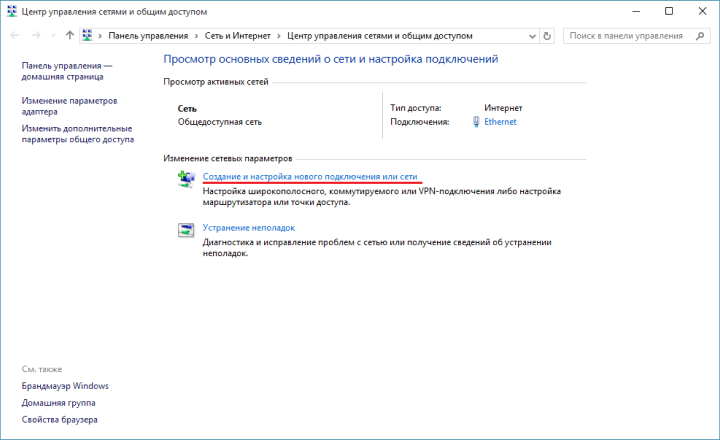 Центр управления сетями и общим доступом
Панель управления > Сеть и Интернет > Центр управления сетями и общим доступом
Поиск в панели управления
Панель управления —
домашняя страница
Изменение параметров
адаптера
Изменить дополнительные
параметры общего доступа
Просмотр основных сведений о сети и настройка подключений
Просмотр активных сетей
Сеть
Общедоступная сеть
Тип доступа: Интернет
Подключения: Ethernet
Изменение сетевых параметров
Создание и настройка нового подключения или сети
Настройка широкополосного, коммутируемого или VPN-подключения либо настройка
маршрутизатора или точки доступа.
Устранение неполадок
Диагностика и исправление проблем с сетью или получение сведений об устранении
неполадок.
См. также
Брандмауэр Windows
Домашняя группа
Свойства браузера